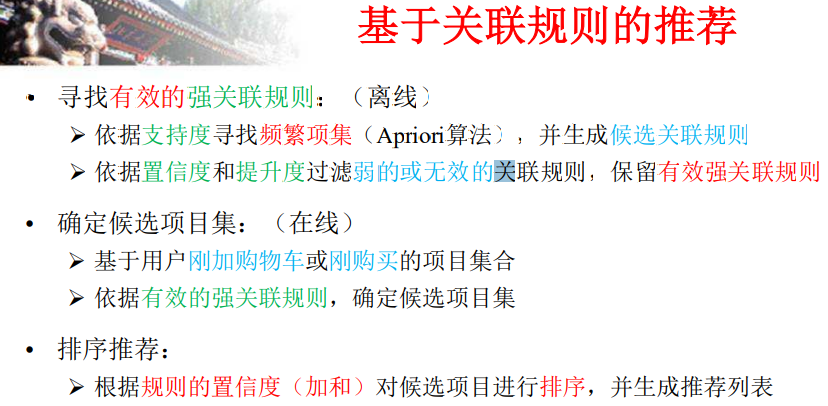 基于关联规则的推荐
• 寻找有效的强关联规则：（离线）
➢ 依据支持度寻找频繁项集（Apriori算法），并生成候选关联规则
➢ 依据置信度和提升度过滤弱的或无效的关联规则，保留有效强关联规则
• 确定候选项目集：（在线）
➢ 基于用户刚加购物车或刚购买的项目集合
➢ 依据有效的强关联规则，确定候选项目集
• 排序推荐：
➢ 根据规则的置信度（加和）对候选项目进行排序，并生成推荐列表